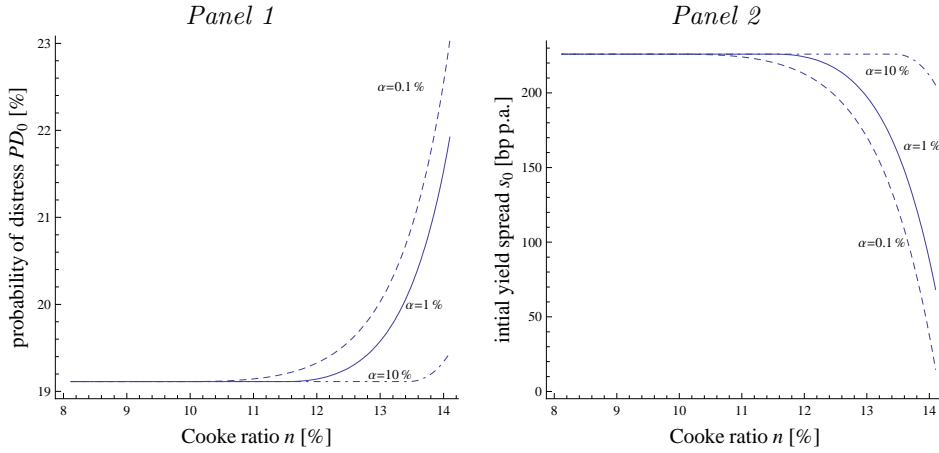 Panel 1
Panel 2
probability of distress PD0 [%]
23
22
21
20
19
α=0.1%
α=1%
α=10%
8 9 10 11 12 13 14
Cooke ratio n [%]
intial yield spread s0 [bp p.a.]
200
150
100
50
0
α=10%
α=1%
α=0.1%
8 9 10 11 12 13 14
Cooke ratio n [%]